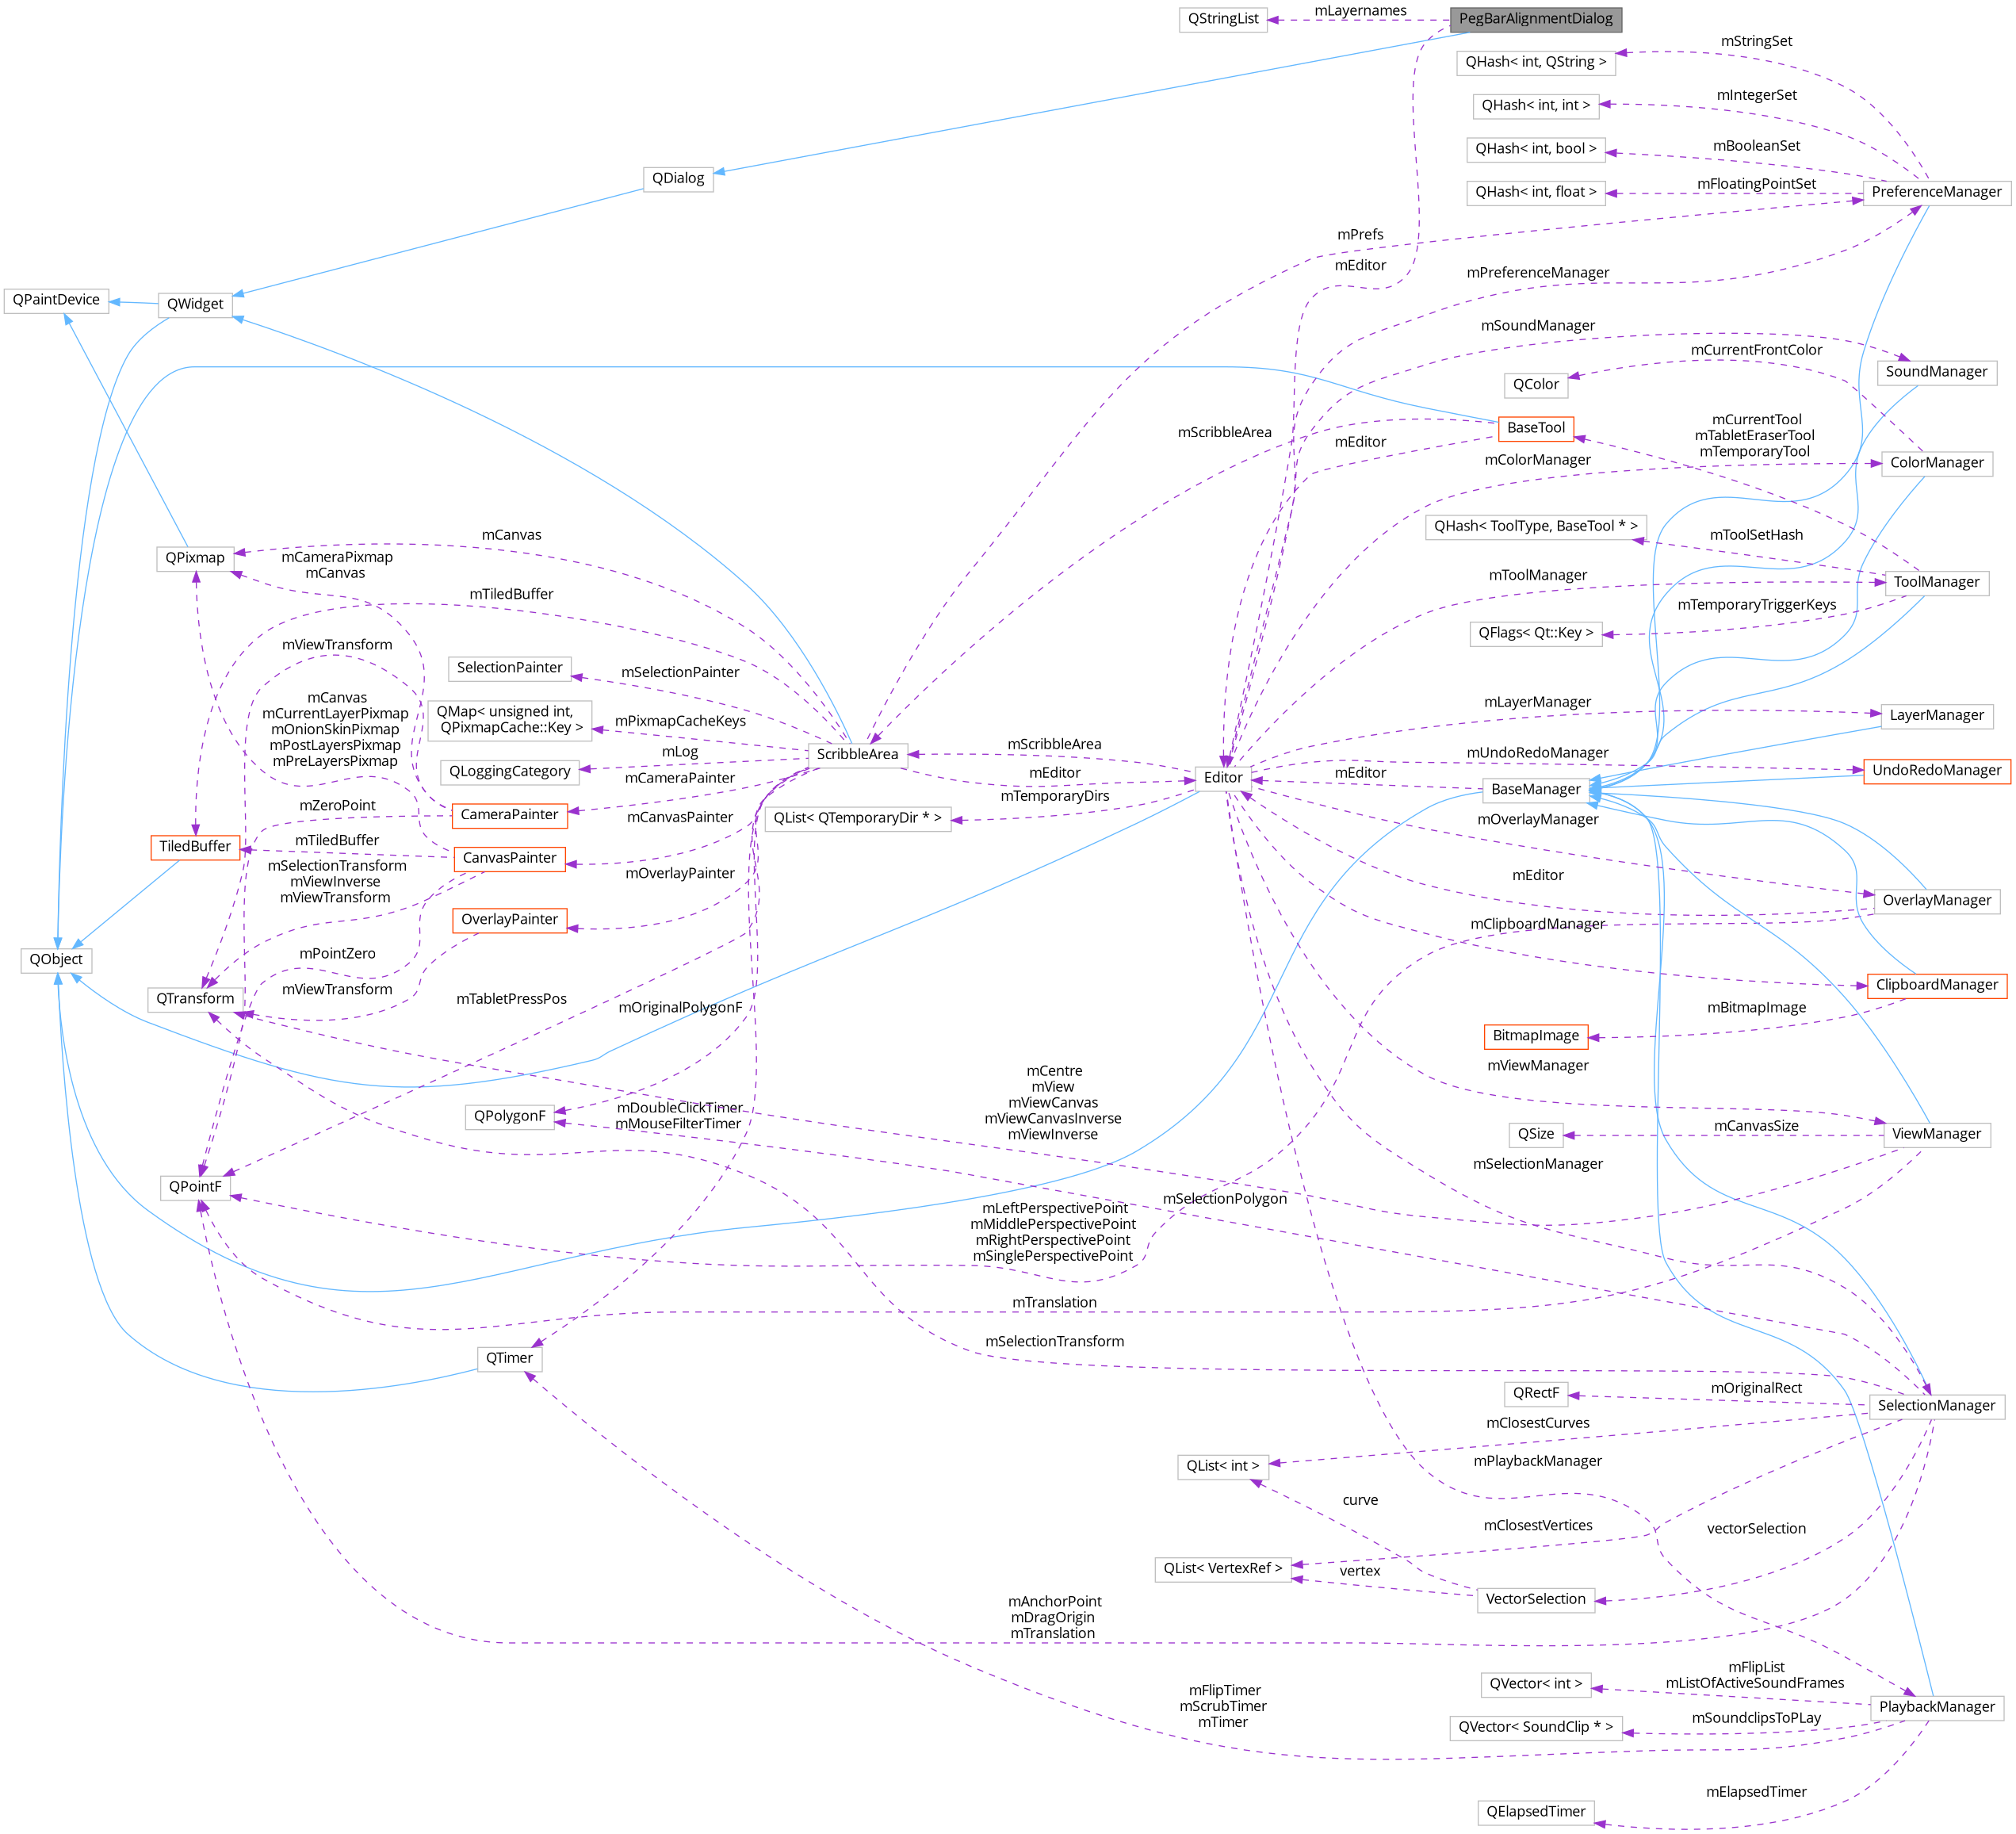 mLayernames
QStringList
PegBarAlignmentDialog
mStringSet
QHash< int, QString >
mIntegerSet
QHash< int, int >
mBooleanSet
QHash< int, bool >
QDialog
mFloatingPointSet
QHash< int, float >
PreferenceManager
mPrefs
mEditor
mPreferenceManager
QPaintDevice
QWidget
mSoundManager
mCurrentFrontColor
SoundManager
QColor
mCurrentTool
mTabletEraserTool
mTemporaryTool
BaseTool
mScribbleArea
mEditor
mColorManager
ColorManager
QHash< ToolType, BaseTool * >
mToolSetHash
mCanvas
QPixmap
mCameraPixmap
mCanvas
mToolManager
ToolManager
mTiledBuffer
mTemporaryTriggerKeys
QFlags< Qt::Key >
mViewTransform
SelectionPainter
mSelectionPainter
mCanvas
mCurrentLayerPixmap
mOnionSkinPixmap
mPostLayersPixmap
mPreLayersPixmap
QMap< unsigned int,
QPixmapCache::Key >
mPixmapCacheKeys
mLayerManager
LayerManager
ScribbleArea
mScribbleArea
mLog
QLoggingCategory
mCameraPainter
mEditor
Editor
mUndoRedoManager
UndoRedoManager
mEditor
BaseManager
mTemporaryDirs
QList< QTemporaryDir * >
mZeroPoint
CameraPainter
mCanvasPainter
mOverlayManager
TiledBuffer
mTiledBuffer
CanvasPainter
mSelectionTransform
mViewInverse
mViewTransform
mOverlayPainter
mEditor
OverlayManager
OverlayPainter
mClipboardManager
QObject
mPointZero
mViewTransform
QTransform
mTabletPressPos
mOriginalPolygonF
ClipboardManager
mBitmapImage
BitmapImage
mViewManager
mCentre
mView
mViewCanvas
mViewCanvasInverse
mViewInverse
QPolygonF
mDoubleClickTimer
mMouseFilterTimer
QSize
mCanvasSize
ViewManager
mSelectionManager
QPointF
mSelectionPolygon
mLeftPerspectivePoint
mMiddlePerspectivePoint
mRightPerspectivePoint
mSinglePerspectivePoint
mTranslation
mSelectionTransform
QTimer
QRectF
mOriginalRect
SelectionManager
mClosestCurves
QList< int >
mPlaybackManager
curve
mClosestVertices
vectorSelection
QList< VertexRef >
vertex
VectorSelection
mAnchorPoint
mDragOrigin
mTranslation
mFlipList
mListOfActiveSoundFrames
QVector< int >
PlaybackManager
mFlipTimer
mScrubTimer
mTimer
mSoundclipsToPLay
QVector< SoundClip * >
mElapsedTimer
QElapsedTimer